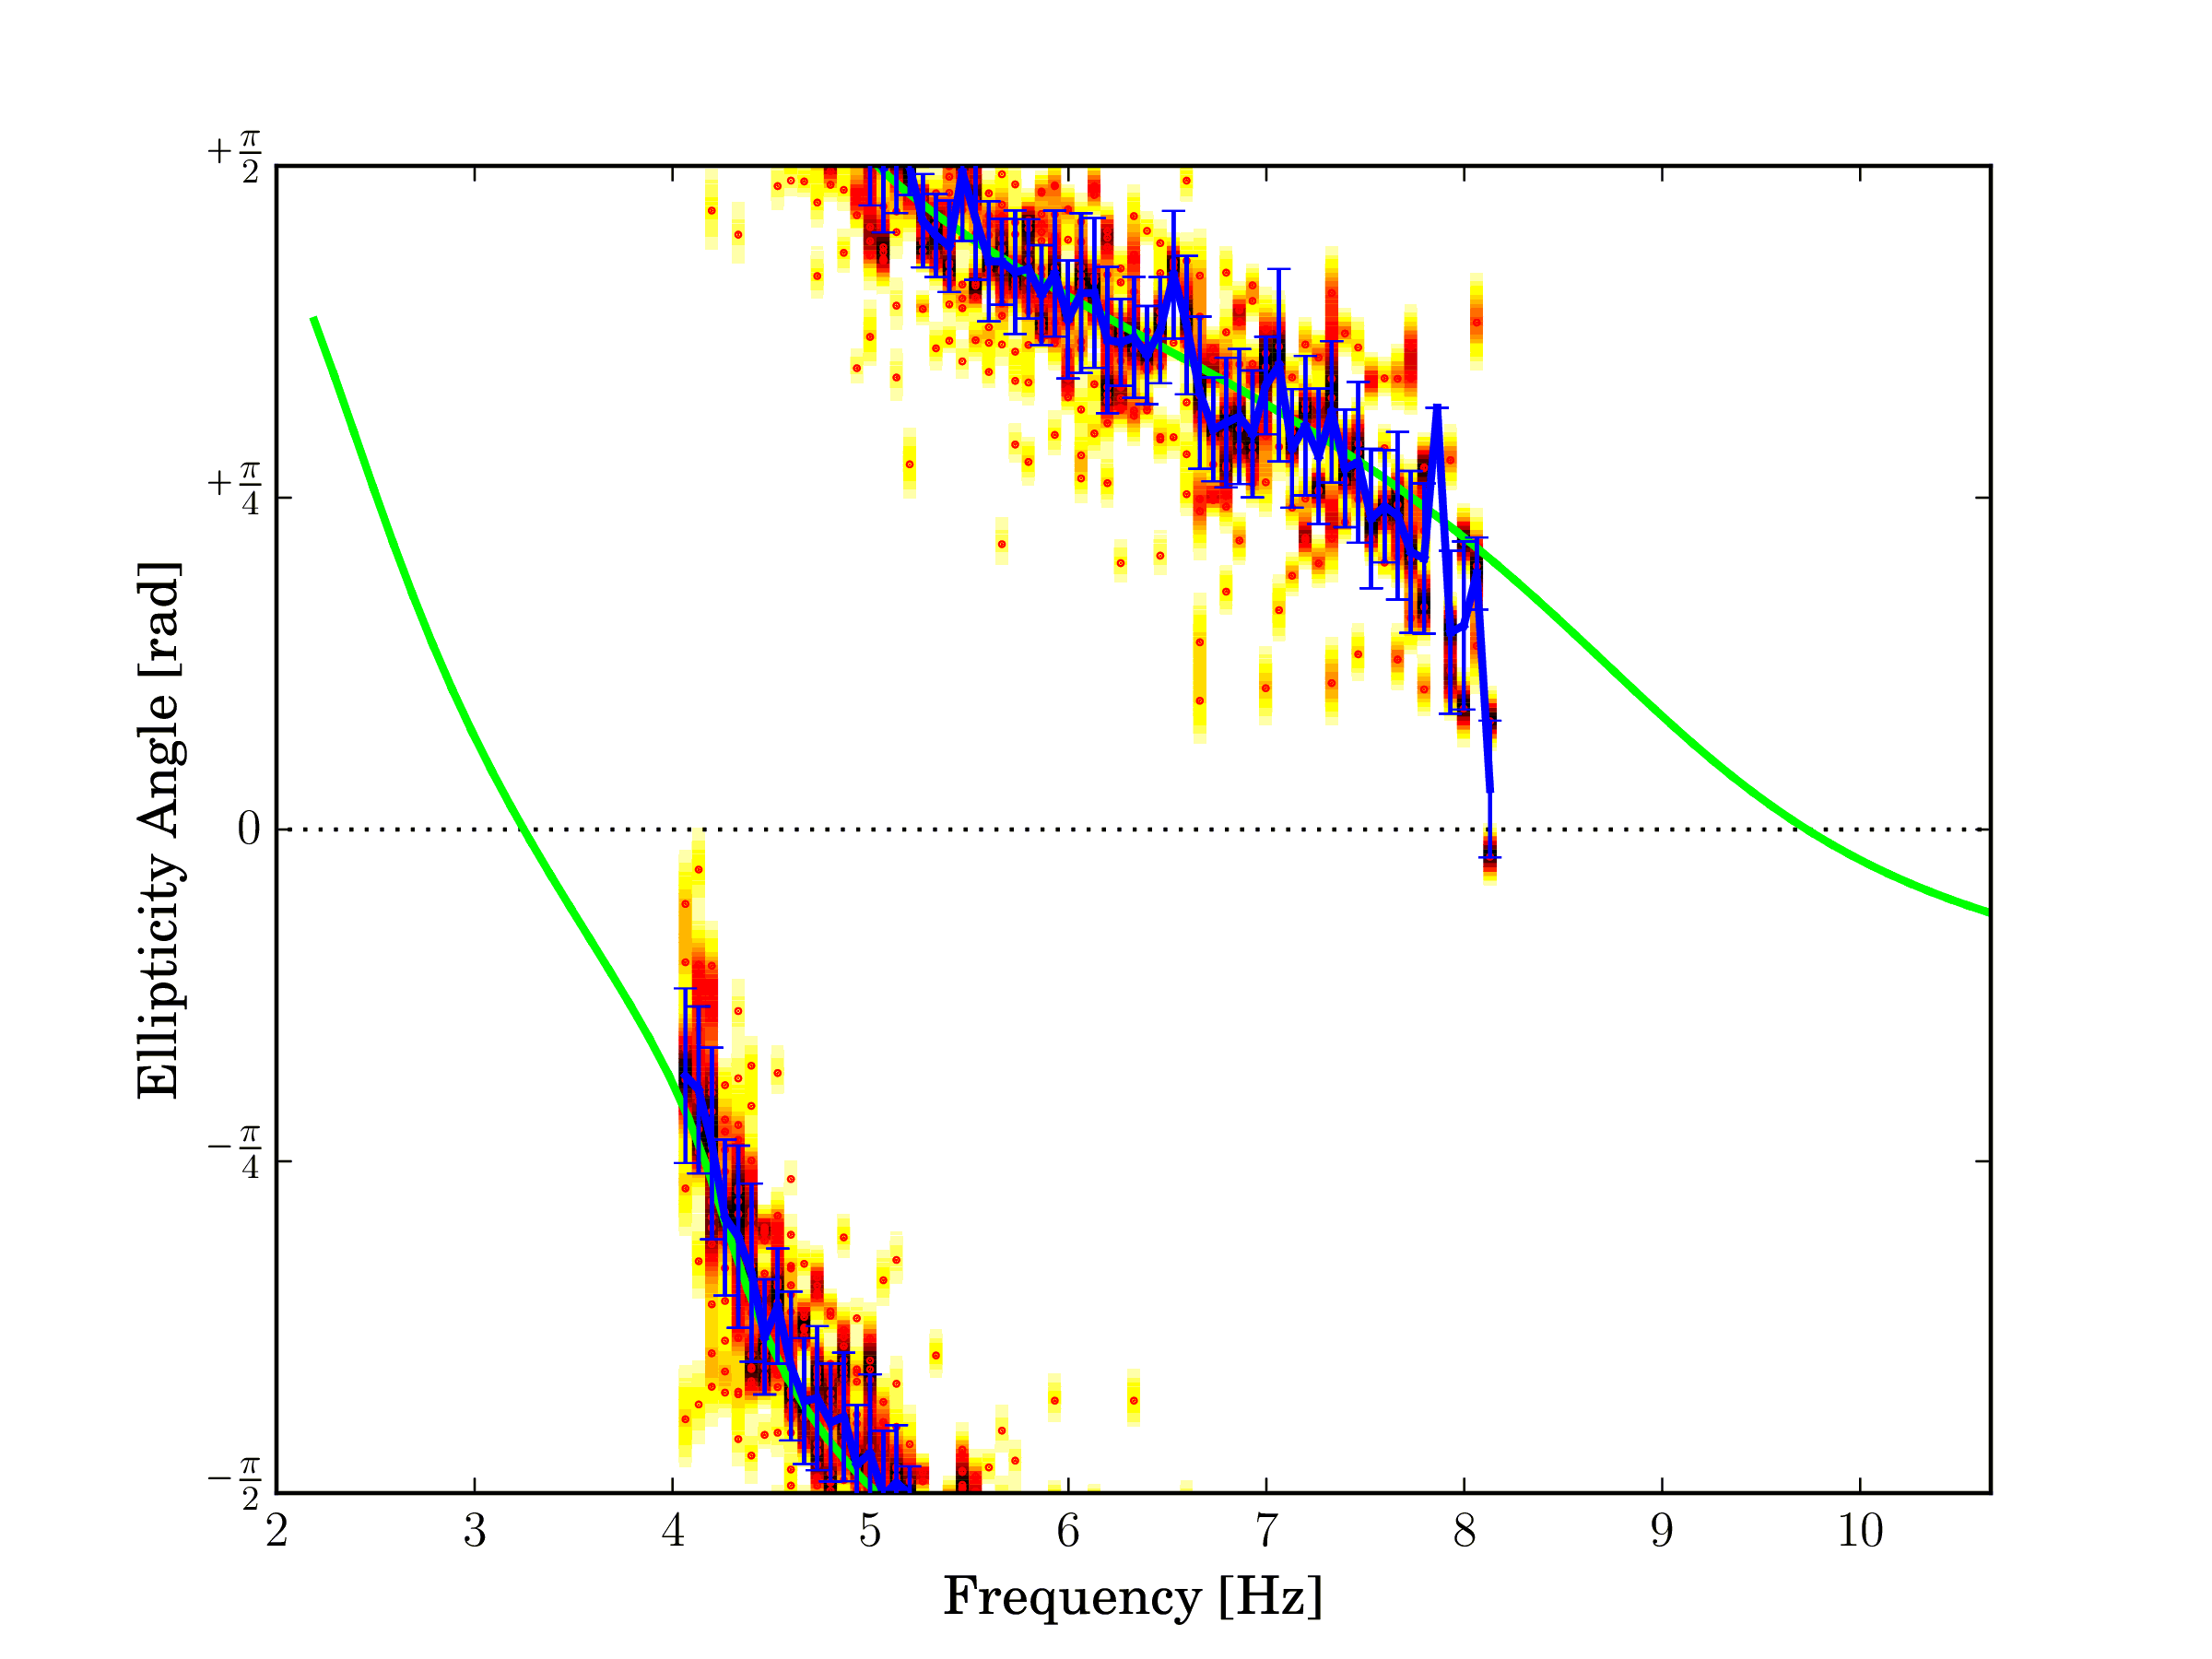 +π/2
+π/4
0
−π/4
−π/2
Ellipticity Angle [rad]
2 3 4 5 6 7 8 9 10
Frequency [Hz]